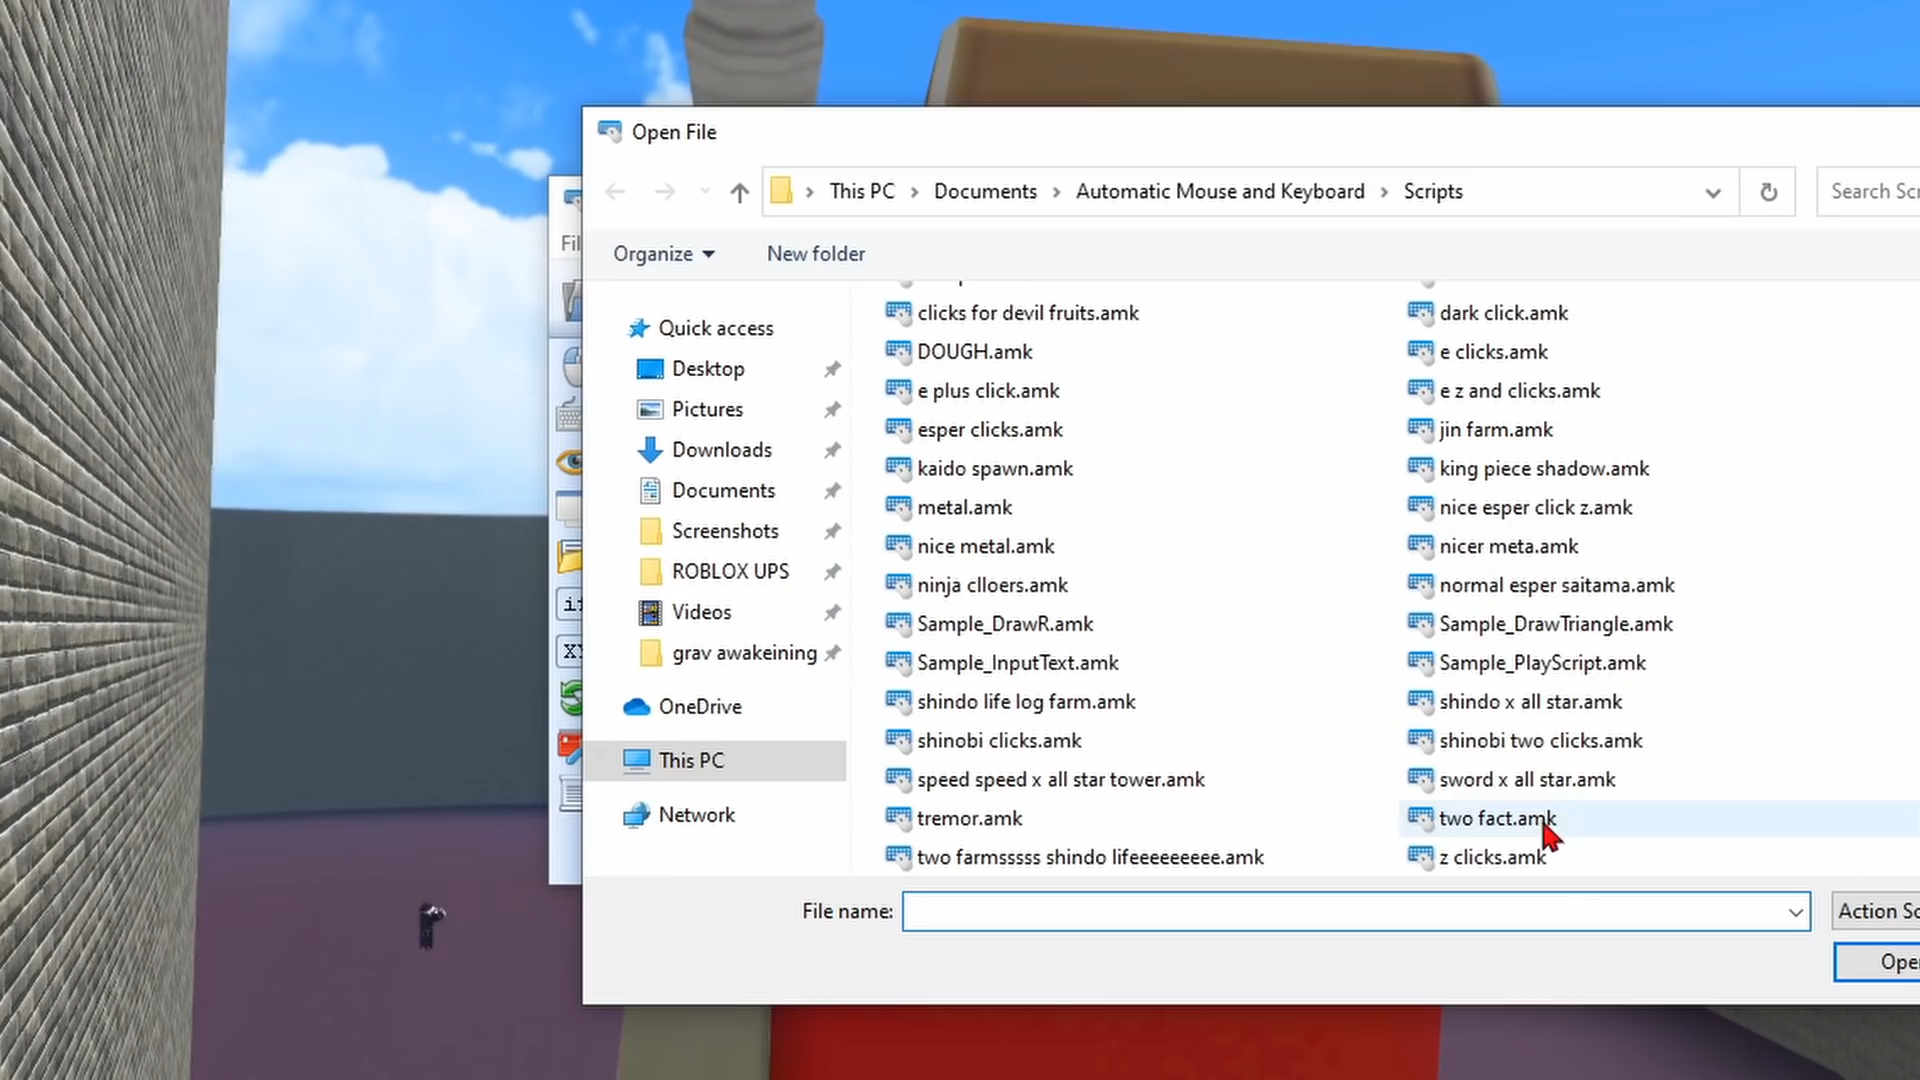 Open File
This PC
Documents
Automatic Mouse and Keyboard
Scripts
Search Scr
Fil
Organize
New folder
Quick access
Desktop
Pictures
Downloads
Documents
Screenshots
ROBLOX UPS
Videos
grav awakeining
OneDrive
This PC
Network
if
XY
clicks for devil fruits.amk
dark click.amk
DOUGH.amk
e clicks.amk
e plus click.amk
e z and clicks.amk
esper clicks.amk
jin farm.amk
kaido spawn.amk
king piece shadow.amk
metal.amk
nice esper click z.amk
nice metal.amk
nicer meta.amk
ninja clloers.amk
normal esper saitama.amk
Sample_DrawR.amk
Sample_DrawTriangle.amk
Sample_InputText.amk
Sample_PlayScript.amk
shindo life log farm.amk
shindo x all star.amk
shinobi clicks.amk
shinobi two clicks.amk
speed speed x all star tower.amk
sword x all star.amk
tremor.amk
two fact.amk
two farmsssss shindo lifeeeeeeeee.amk
z clicks.amk
File name:
Action Sc
Open